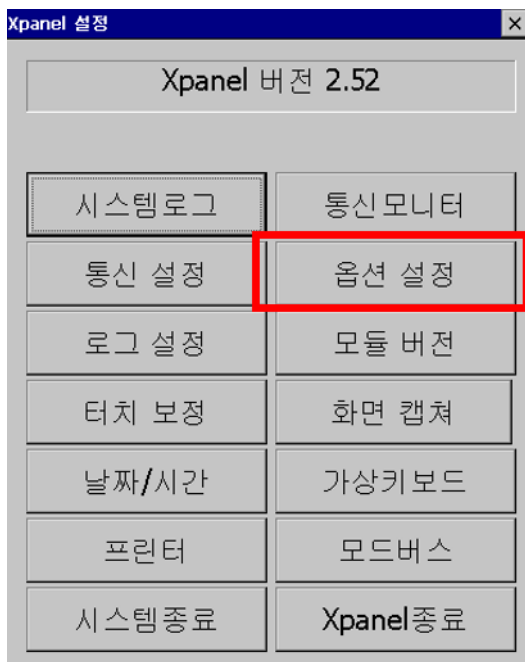 Xpanel 설정
Xpanel 버전 2.52
시스템로그 통신모니터
통신 설정 옵션 설정
로그 설정 모듈 버전
터치 보정 화면 캡쳐
날짜/시간 가상키보드
프린터 모드버스
시스템종료 Xpanel종료